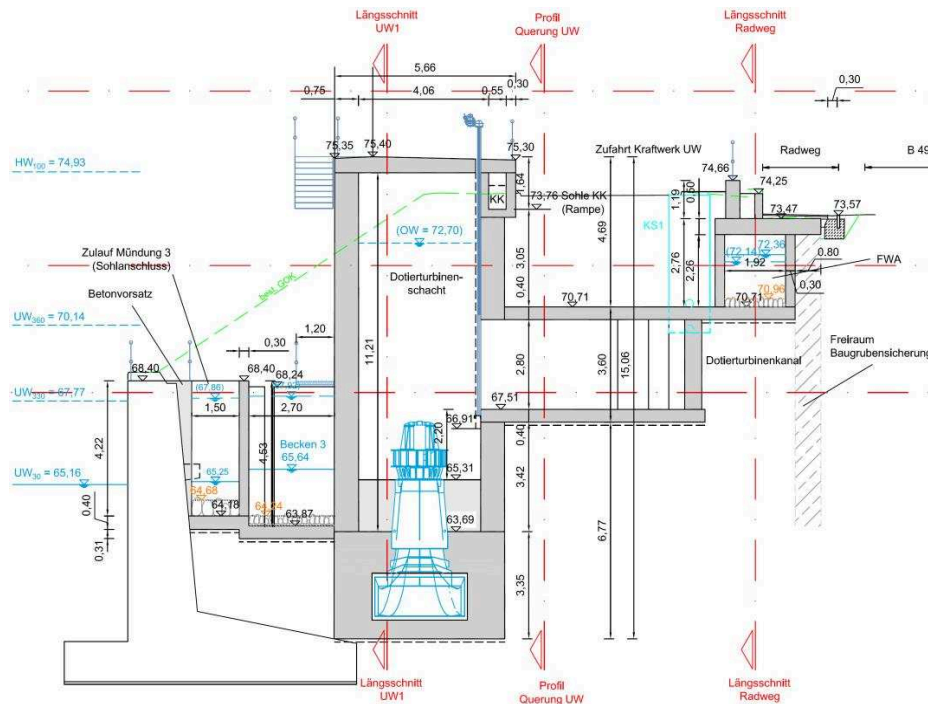 Längsschnitt
UW1
Profil
Querung UW
Längsschnitt
Radweg
5,66
0,30
0,75
4,06
0,55
0,30
75,35
75,40
75,30
Zufahrt Kraftwerk UW
Radweg
B 49
HW100 = 74,93
74,66
74,25
1,64
KK
73,76 Sohle KK
(Rampe)
1,19
0,60
73,47
73,57
KS1
4,69
(OW = 72,70)
Zulauf Mündung 3
(Sohlanschluss)
best. GOK
Dotierturbinen-
schacht
3,05
2,76
2,26
(72,14)
72,36
1,92
0,80
FWA
Betonvorsatz
0,40
70,71
70,71
70,96
0,30
UW360 = 70,14
1,20
0,30
11,21
2,80
3,60
15,06
Dotierturbinenkanal
Freiraum
Baugrubensicherung
68,40
68,40
68,24
UW330 = 67,77
(67,86)
67,51
1,50
2,70
66,91
2,20
0,40
4,22
4,53
Becken 3
65,64
UW30 = 65,16
65,25
65,31
3,42
64,68
64,18
64,24
63,87
63,69
0,40
0,31
6,77
3,35
Längsschnitt
UW1
Profil
Querung UW
Längsschnitt
Radweg